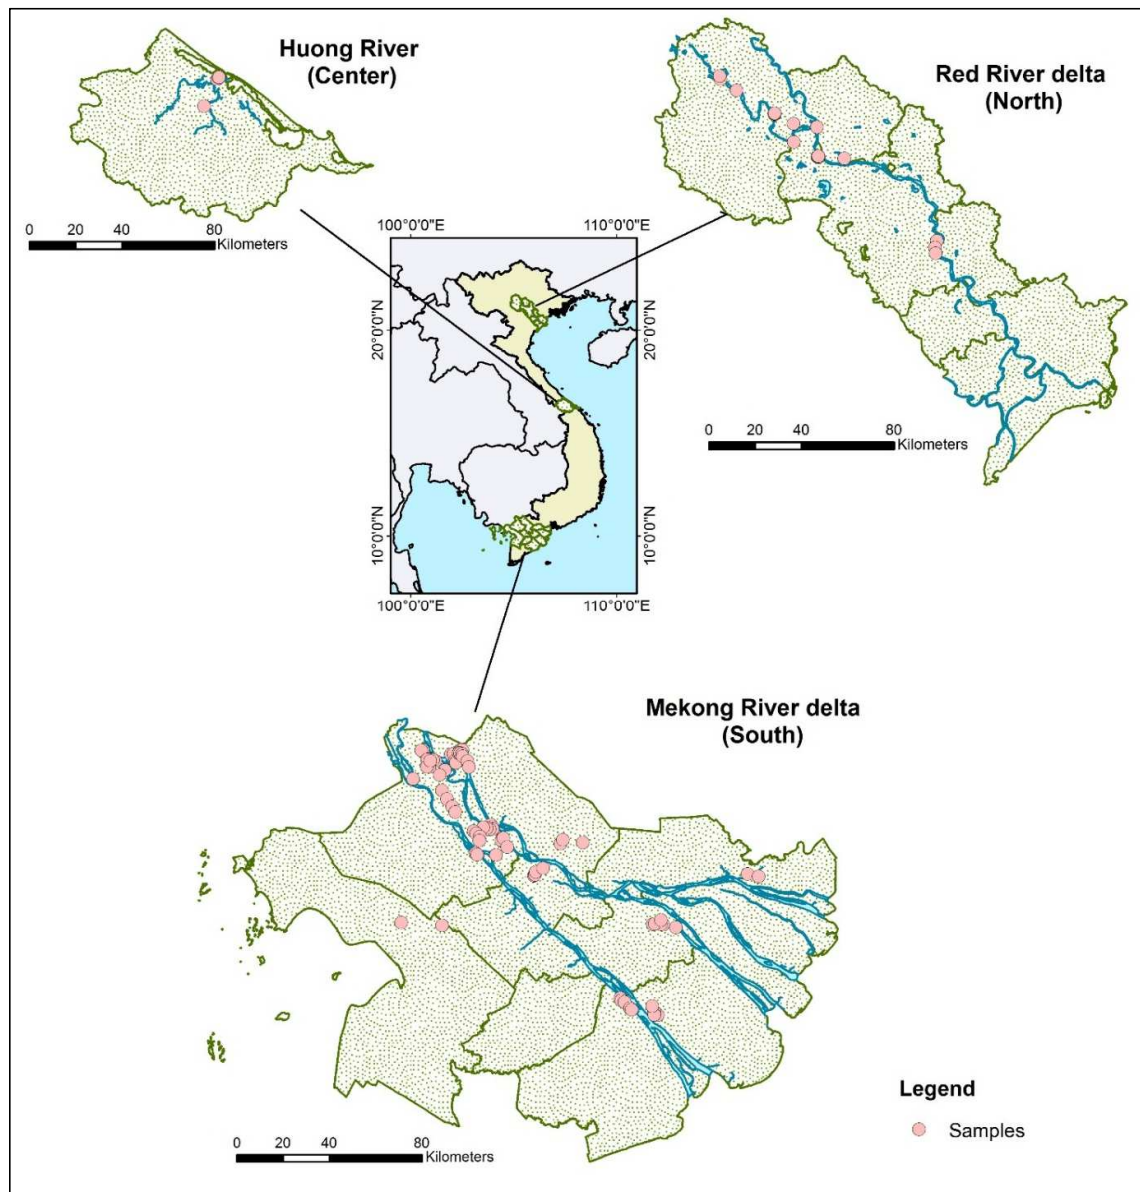 Huong River
(Center)
Red River delta
(North)
0 20 40 80
Kilometers
100°0'0"E 110°0'0"E
20°0'0"N 20°0'0"N
0 20 40 80
Kilometers
10°0'0"N 10°0'0"N
100°0'0"E 110°0'0"E
Mekong River delta
(South)
Legend
Samples
0 20 40 80
Kilometers